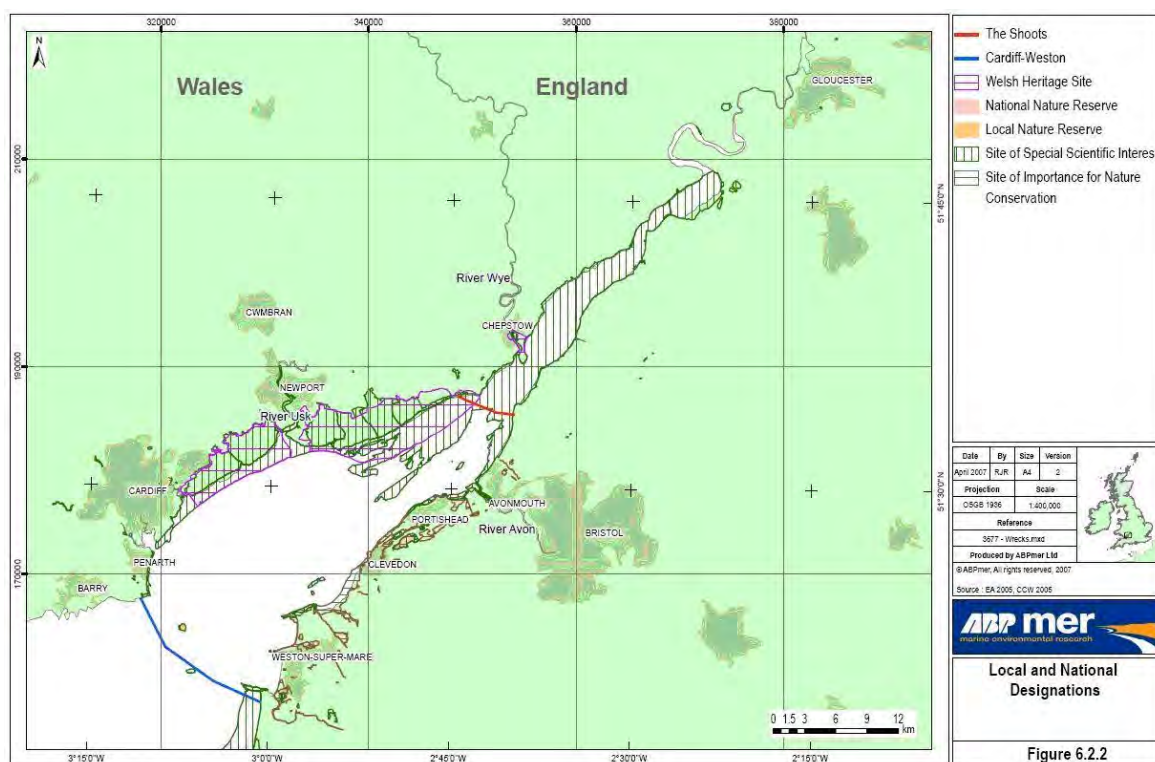 320000
340000
360000
380000
N
Wales
England
GLOUCESTER
210000
51°45'0"N
River Wye
CWMBRAN
CHEPSTOW
190000
190000
NEWPORT
River Usk
CARDIFF
51°30'0"N
AVONMOUTH
PORTISHEAD
River Avon
BRISTOL
PENARTH
CLEVEDON
170000
170000
BARRY
WESTON-SUPER-MARE
0 1.5 3 6 9 12
km
3°15'0"W
3°0'0"W
2°45'0"W
2°30'0"W
2°15'0"W
The Shoots
Cardiff-Weston
Welsh Heritage Site
National Nature Reserve
Local Nature Reserve
Site of Special Scientific Interes
Site of Importance for Nature
Conservation
Date By Size Version
April 2007 RJR A4 2
Projection Scale
OSGB 1936 1:400,000
Reference
3677 - Wrecks.mxd
Produced by ABPmer Ltd
© ABPmer, All rights reserved, 2007
Source : EA 2005, CCW 2005
ABP mer
marine environmental research
Local and National
Designations
Figure 6.2.2